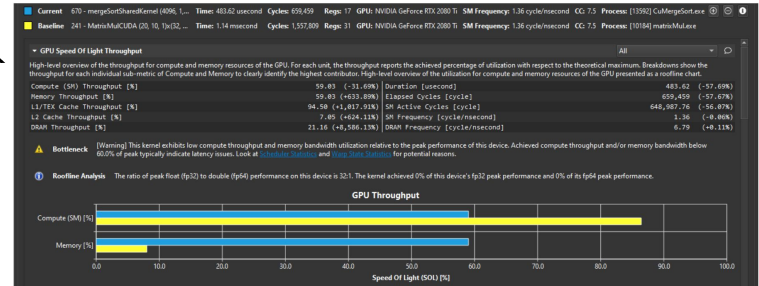 Current 670 - mergeSortSharedKernel (4096, 1,... Time: 483.62 usecond Cycles: 659,459 Regs: 17 GPU: NVIDIA GeForce RTX 2080 Ti SM Frequency: 1.36 cycle/nsecond CC: 7.5 Process: [13592] CuMergeSort.exe
Baseline 241 - MatrixMulCUDA (20, 10, 1)x(32, ... Time: 1.14 msecond Cycles: 1,557,809 Regs: 31 GPU: NVIDIA GeForce RTX 2080 Ti SM Frequency: 1.36 cycle/nsecond CC: 7.5 Process: [10184] matrixMul.exe
GPU Speed Of Light Throughput All
High-level overview of the throughput for compute and memory resources of the GPU. For each unit, the throughput reports the achieved percentage of utilization with respect to the theoretical maximum. Breakdowns show the
throughput for each individual sub-metric of Compute and Memory to clearly identify the highest contributor. High-level overview of the utilization for compute and memory resources of the GPU presented as a roofline chart.
Compute (SM) Throughput [%] 59.03 (-31.69%) Duration [usecond] 483.62 (-57.69%)
Memory Throughput [%] 59.03 (+633.89%) Elapsed Cycles [cycle] 659,459 (-57.67%)
L1/TEX Cache Throughput [%] 94.50 (+1,017.91%) SM Active Cycles [cycle] 648,987.76 (-56.07%)
L2 Cache Throughput [%] 7.05 (+624.11%) SM Frequency [cycle/nsecond] 1.36 (-0.06%)
DRAM Throughput [%] 21.16 (+8,586.13%) DRAM Frequency [cycle/nsecond] 6.79 (+0.11%)
Bottleneck [Warning] This kernel exhibits low compute throughput and memory bandwidth utilization relative to the peak performance of this device. Achieved compute throughput and/or memory bandwidth below
60.0% of peak typically indicate latency issues. Look at Scheduler Statistics and Warp State Statistics for potential reasons.
Roofline Analysis The ratio of peak float (fp32) to double (fp64) performance on this device is 32:1. The kernel achieved 0% of this device's fp32 peak performance and 0% of its fp64 peak performance.
GPU Throughput
Compute (SM) [%]
Memory [%]
0.0 10.0 20.0 30.0 40.0 50.0 60.0 70.0 80.0 90.0 100.0
Speed Of Light (SOL) [%]